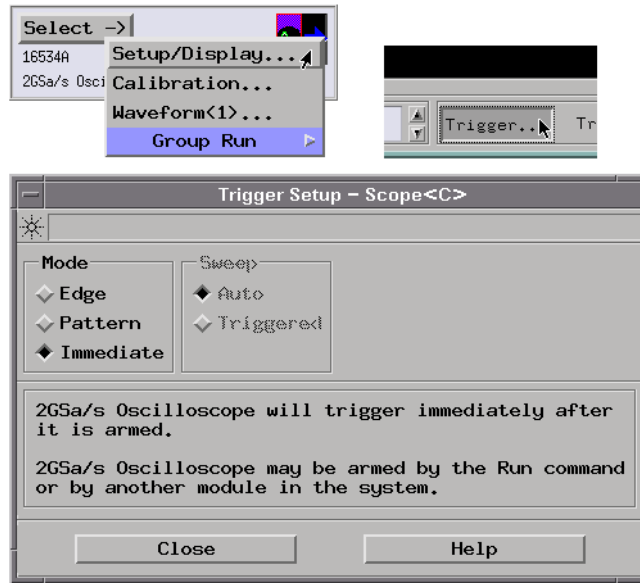 Select ->
16534A
2GSa/s Osci
Setup/Display...
Calibration...
Waveform<1>...
Group Run
Trigger...
Tr
Trigger Setup - Scope<C>
Mode
Edge
Pattern
Immediate
Sweep
Auto
Triggered
2GSa/s Oscilloscope will trigger immediately after
it is armed.
2GSa/s Oscilloscope may be armed by the Run command
or by another module in the system.
Close
Help